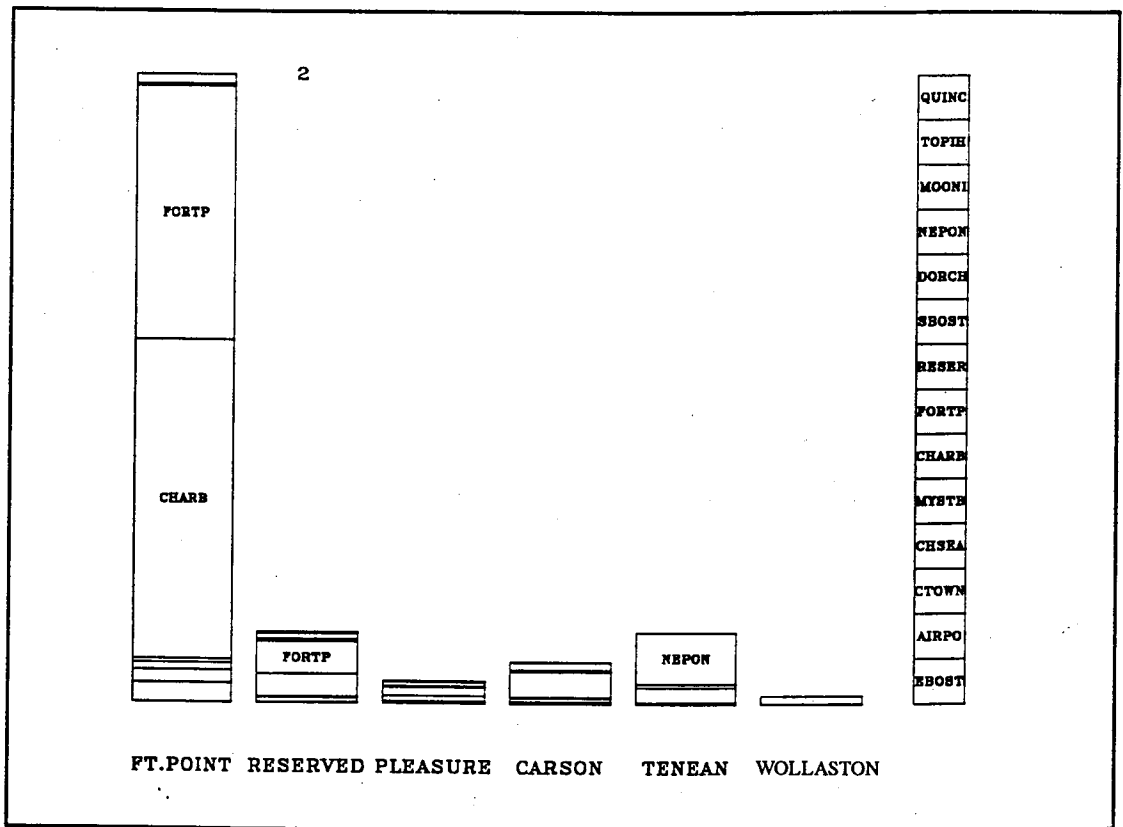 2
QUINC
TOPIH
MOONI
NEPON
DORCH
SBOST
RESER
FORTP
CHARB
MYSTB
CHSEA
CTOWN
AIRPO
EBOST
FORTP
CHARB
FORTP
NEPON
FT.POINT RESERVED PLEASURE CARSON TENEAN WOLLASTON